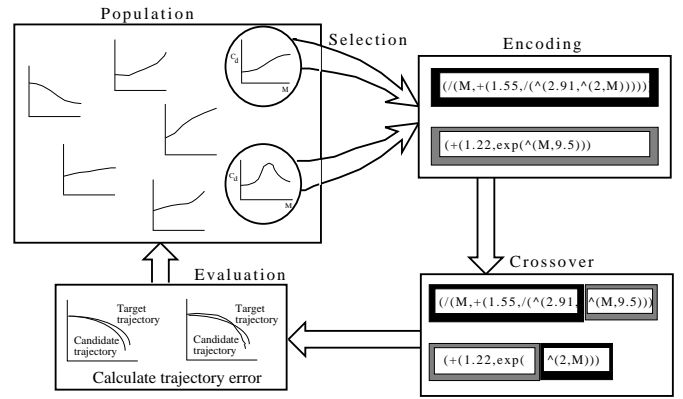 Population
Selection
C_d
M
C_d
M
Encoding
(/(M,+(1.55,/(^(2.91,^(2,M)))))
(+(1.22,exp(^(M,9.5)))
Crossover
(/(M,+(1.55,/(^(2.91, ^(M,9.5)))
(+(1.22,exp( ^(2,M)))
Evaluation
Target
trajectory
Candidate
trajectory
Target
trajectory
Candidate
trajectory
Calculate trajectory error